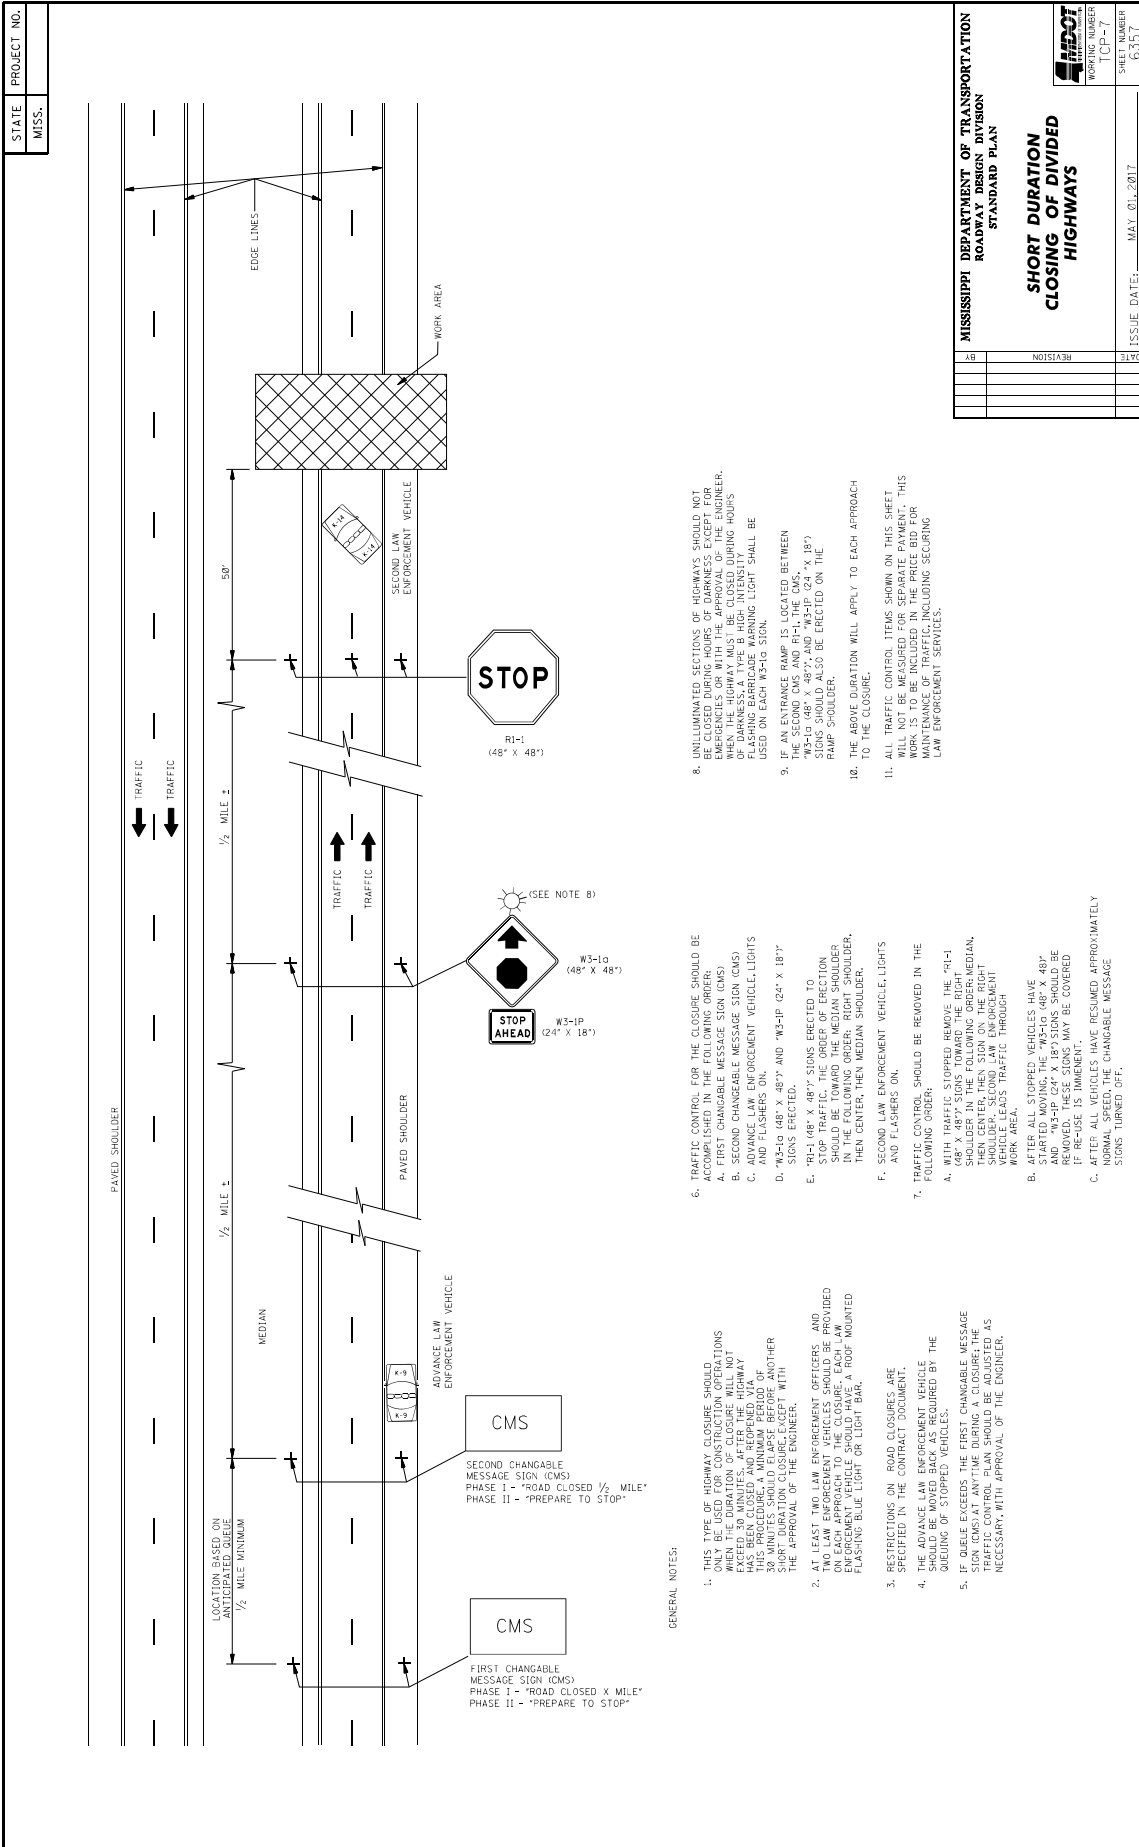 STATE
PROJECT NO.
MISS.
PAVED SHOULDER
TRAFFIC
TRAFFIC
EDGE LINES
LOCATION BASED ON
ANTICIPATED QUEUE
1/2 MILE MINIMUM
1/2 MILE ±
1/2 MILE ±
50'
MEDIAN
TRAFFIC
TRAFFIC
PAVED SHOULDER
WORK AREA
K-9
K-9
ADVANCE LAW
ENFORCEMENT VEHICLE
K-14
K-14
SECOND LAW
ENFORCEMENT VEHICLE
CMS
FIRST CHANGABLE
MESSAGE SIGN (CMS)
PHASE I - "ROAD CLOSED X MILE"
PHASE II - "PREPARE TO STOP"
CMS
SECOND CHANGABLE
MESSAGE SIGN (CMS)
PHASE I - "ROAD CLOSED 1/2 MILE"
PHASE II - "PREPARE TO STOP"
(SEE NOTE 8)
W3-1a
(48" X 48")
STOP
AHEAD
W3-1P
(24" X 18")
STOP
R1-1
(48" X 48")
GENERAL NOTES:
1. THIS TYPE OF HIGHWAY CLOSURE SHOULD
ONLY BE USED FOR CONSTRUCTION OPERATIONS
WHEN THE DURATION OF CLOSURE WILL NOT
EXCEED 30 MINUTES. AFTER THE HIGHWAY
HAS BEEN CLOSED AND REOPENED VIA
THIS PROCEDURE, A MINIMUM PERIOD OF
30 MINUTES SHOULD ELAPSE BEFORE ANOTHER
SHORT DURATION CLOSURE, EXCEPT WITH
THE APPROVAL OF THE ENGINEER.
2. AT LEAST TWO LAW ENFORCEMENT OFFICERS AND
TWO LAW ENFORCEMENT VEHICLES SHOULD BE PROVIDED
ON EACH APPROACH TO THE CLOSURE. EACH LAW
ENFORCEMENT VEHICLE SHOULD HAVE A ROOF MOUNTED
FLASHING BLUE LIGHT OR LIGHT BAR.
3. RESTRICTIONS ON ROAD CLOSURES ARE
SPECIFIED IN THE CONTRACT DOCUMENT.
4. THE ADVANCE LAW ENFORCEMENT VEHICLE
SHOULD BE MOVED BACK AS REQUIRED BY THE
QUEUING OF STOPPED VEHICLES.
5. IF QUEUE EXCEEDS THE FIRST CHANGABLE MESSAGE
SIGN (CMS) AT ANYTIME DURING A CLOSURE; THE
TRAFFIC CONTROL PLAN SHOULD BE ADJUSTED AS
NECESSARY, WITH APPROVAL OF THE ENGINEER.
6. TRAFFIC CONTROL FOR THE CLOSURE SHOULD BE
ACCOMPLISHED IN THE FOLLOWING ORDER:
A. FIRST CHANGABLE MESSAGE SIGN (CMS)
B. SECOND CHANGEABLE MESSAGE SIGN (CMS)
C. ADVANCE LAW ENFORCEMENT VEHICLE, LIGHTS
AND FLASHERS ON.
D. "W3-1a (48" X 48")" AND "W3-1P (24" X 18")"
SIGNS ERECTED.
E. "R1-1 (48" X 48")" SIGNS ERECTED TO
STOP TRAFFIC. THE ORDER OF ERECTION
SHOULD BE TOWARD THE MEDIAN SHOULDER
IN THE FOLLOWING ORDER: RIGHT SHOULDER,
THEN CENTER, THEN MEDIAN SHOULDER.
F. SECOND LAW ENFORCEMENT VEHICLE, LIGHTS
AND FLASHERS ON.
7. TRAFFIC CONTROL SHOULD BE REMOVED IN THE
FOLLOWING ORDER:
A. WITH TRAFFIC STOPPED REMOVE THE "R1-1
(48" X 48")" SIGNS TOWARD THE RIGHT
SHOULDER IN THE FOLLOWING ORDER: MEDIAN,
THEN CENTER, THEN SIGN ON THE RIGHT
SHOULDER. SECOND LAW ENFORCEMENT
VEHICLE LEADS TRAFFIC THROUGH
WORK AREA.
B. AFTER ALL STOPPED VEHICLES HAVE
STARTED MOVING, THE "W3-1a (48" X 48)"
AND "W3-1P (24" X 18") SIGNS SHOULD BE
REMOVED. THESE SIGNS MAY BE COVERED
IF RE-USE IS IMMENENT.
C. AFTER ALL VEHICLES HAVE RESUMED APPROXIMATELY
NORMAL SPEED, THE CHANGABLE MESSAGE
SIGNS TURNED OFF.
8. UNILLUMINATED SECTIONS OF HIGHWAYS SHOULD NOT
BE CLOSED DURING HOURS OF DARKNESS EXCEPT FOR
EMERGENCIES OR WITH THE APPROVAL OF THE ENGINEER.
WHEN THE HIGHWAY MUST BE CLOSED DURING HOURS
OF DARKNESS, A TYPE B HIGH INTENSITY
FLASHING BARRICADE WARNING LIGHT SHALL BE
USED ON EACH W3-1a SIGN.
9. IF AN ENTRANCE RAMP IS LOCATED BETWEEN
THE SECOND CMS AND R1-1, THE CMS,
"W3-1a (48" X 48")", AND "W3-1P (24 "X 18")
SIGNS SHOULD ALSO BE ERECTED ON THE
RAMP SHOULDER.
10. THE ABOVE DURATION WILL APPLY TO EACH APPROACH
TO THE CLOSURE.
11. ALL TRAFFIC CONTROL ITEMS SHOWN ON THIS SHEET
WILL NOT BE MEASURED FOR SEPARATE PAYMENT. THIS
WORK IS TO BE INCLUDED IN THE PRICE BID FOR
MAINTENANCE OF TRAFFIC, INCLUDING SECURING
LAW ENFORCEMENT SERVICES.
BY
REVISION
DATE
MISSISSIPPI DEPARTMENT OF TRANSPORTATION
ROADWAY DESIGN DIVISION
STANDARD PLAN
SHORT DURATION
CLOSING OF DIVIDED
HIGHWAYS
MDOT
WORKING NUMBER
TCP-7
SHEET NUMBER
6357
ISSUE DATE: MAY 01, 2017